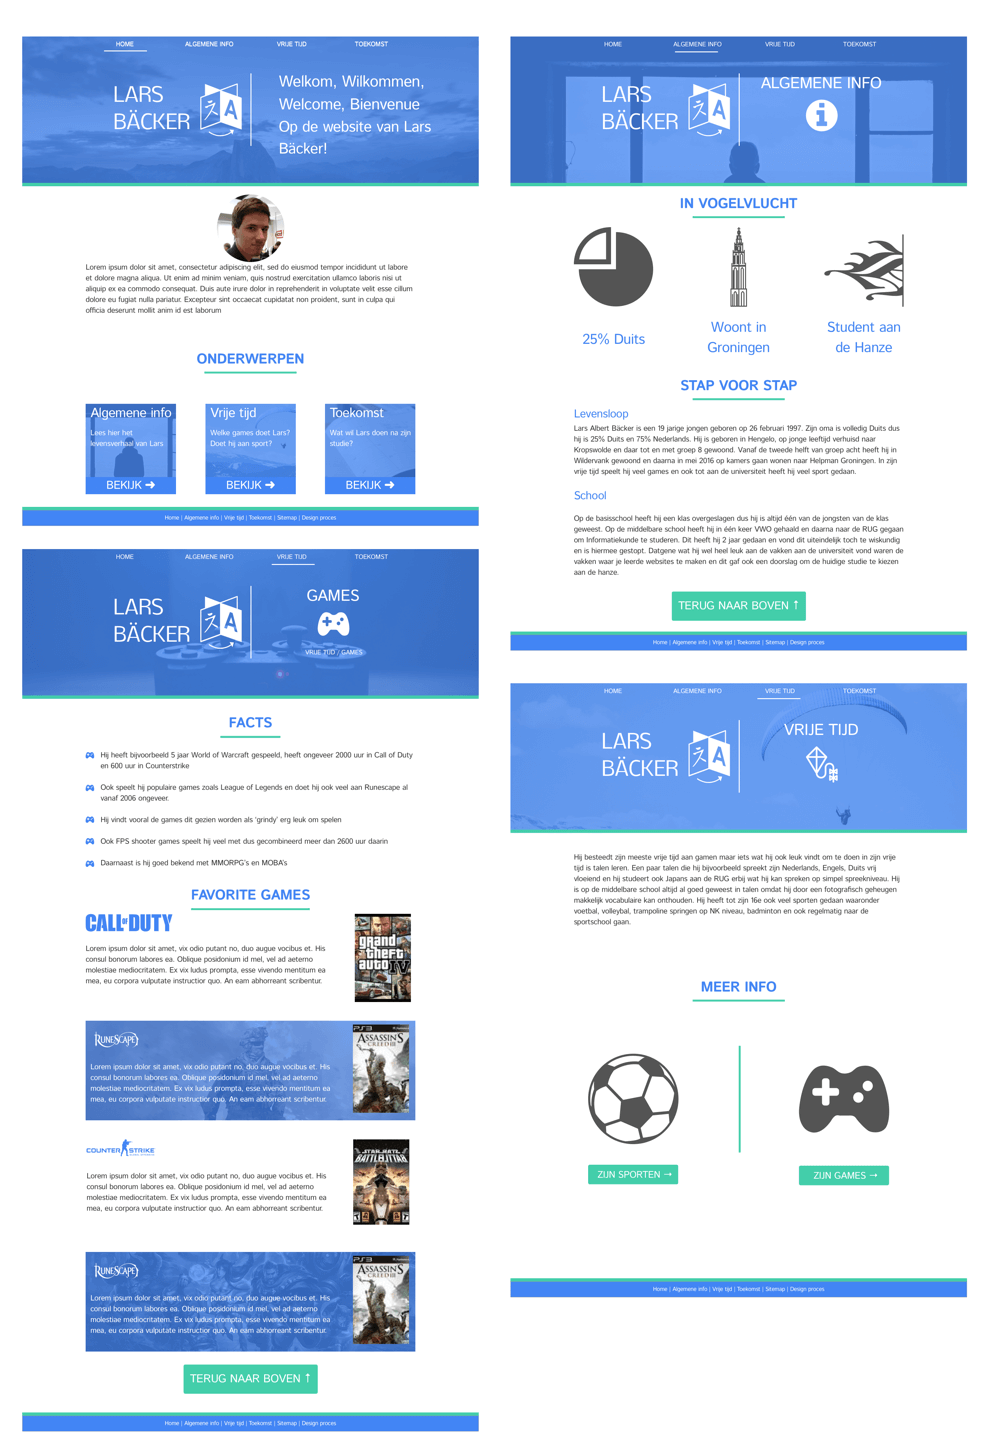 HOME ALGEMENE INFO VRIJE TIJD TOEKOMST
LARS
BÄCKER
A
Welkom, Wilkommen,
Welcome, Bienvenue
Op de website van Lars
Bäcker!
Lorem ipsum dolor sit amet, consectetur adipiscing elit, sed do eiusmod tempor incididunt ut labore
et dolore magna aliqua. Ut enim ad minim veniam, quis nostrud exercitation ullamco laboris nisi ut
aliquip ex ea commodo consequat. Duis aute irure dolor in reprehenderit in voluptate velit esse cillum
dolore eu fugiat nulla pariatur. Excepteur sint occaecat cupidatat non proident, sunt in culpa qui
officia deserunt mollit anim id est laborum
ONDERWERPEN
Algemene info
Lees hier het
levensverhaal van Lars
BEKIJK ➜
Vrije tijd
Welke games doet Lars?
Doet hij aan sport?
BEKIJK ➜
Toekomst
Wat wil Lars doen na zijn
studie?
BEKIJK ➜
Home | Algemene info | Vrije tijd | Toekomst | Sitemap | Design proces
HOME ALGEMENE INFO VRIJE TIJD TOEKOMST
LARS
BÄCKER
A
GAMES
VRIJE TIJD / GAMES
FACTS
Hij heeft bijvoorbeeld 5 jaar World of Warcraft gespeeld, heeft ongeveer 2000 uur in Call of Duty
en 600 uur in Counterstrike
Ook speelt hij populaire games zoals League of Legends en doet hij ook veel aan Runescape al
vanaf 2006 ongeveer.
Hij vindt vooral de games dit gezien worden als 'grindy' erg leuk om spelen
Ook FPS shooter games speelt hij veel met dus gecombineerd meer dan 2600 uur daarin
Daarnaast is hij goed bekend met MMORPG's en MOBA's
FAVORITE GAMES
CALL OF DUTY
Lorem ipsum dolor sit amet, vix odio putant no, duo augue vocibus et. His
consul bonorum labores ea. Oblique posidonium id mel, vel ad aeterno
molestiae mediocritatem. Ex vix ludus prompta, esse vivendo mentitum ea
mea, eu corpora vulputate instructior quo. An eam abhorreant scribentur.
grand
theft
auto IV
RUNESCAPE
Lorem ipsum dolor sit amet, vix odio putant no, duo augue vocibus et. His
consul bonorum labores ea. Oblique posidonium id mel, vel ad aeterno
molestiae mediocritatem. Ex vix ludus prompta, esse vivendo mentitum ea
mea, eu corpora vulputate instructior quo. An eam abhorreant scribentur.
PS3
ASSASSIN'S
CREED III
COUNTER STRIKE
Lorem ipsum dolor sit amet, vix odio putant no, duo augue vocibus et. His
consul bonorum labores ea. Oblique posidonium id mel, vel ad aeterno
molestiae mediocritatem. Ex vix ludus prompta, esse vivendo mentitum ea
mea, eu corpora vulputate instructior quo. An eam abhorreant scribentur.
STAR WARS
BATTLEFRONT
T
RUNESCAPE
Lorem ipsum dolor sit amet, vix odio putant no, duo augue vocibus et. His
consul bonorum labores ea. Oblique posidonium id mel, vel ad aeterno
molestiae mediocritatem. Ex vix ludus prompta, esse vivendo mentitum ea
mea, eu corpora vulputate instructior quo. An eam abhorreant scribentur.
PS3
ASSASSIN'S
CREED III
TERUG NAAR BOVEN ↑
Home | Algemene info | Vrije tijd | Toekomst | Sitemap | Design proces
HOME ALGEMENE INFO VRIJE TIJD TOEKOMST
LARS
BÄCKER
A
ALGEMENE INFO
i
IN VOGELVLUCHT
25% Duits
Woont in
Groningen
Student aan
de Hanze
STAP VOOR STAP
Levensloop
Lars Albert Bäcker is een 19 jarige jongen geboren op 26 februari 1997. Zijn oma is volledig Duits dus
hij is 25% Duits en 75% Nederlands. Hij is geboren in Hengelo, op jonge leeftijd verhuisd naar
Kropswolde en daar tot en met groep 8 gewoond. Vanaf de tweede helft van groep acht heeft hij in
Wildervank gewoond en daarna in mei 2016 op kamers gaan wonen naar Helpman Groningen. In zijn
vrije tijd speelt hij veel games en ook tot aan de universiteit heeft hij veel sport gedaan.
School
Op de basisschool heeft hij een klas overgeslagen dus hij is altijd één van de jongsten van de klas
geweest. Op de middelbare school heeft hij in één keer VWO gehaald en daarna naar de RUG gegaan
om Informatiekunde te studeren. Dit heeft hij 2 jaar gedaan en vond dit uiteindelijk toch te wiskundig
en is hiermee gestopt. Datgene wat hij wel heel leuk aan de vakken aan de universiteit vond waren de
vakken waar je leerde websites te maken en dit gaf ook een doorslag om de huidige studie te kiezen
aan de hanze.
TERUG NAAR BOVEN ↑
Home | Algemene info | Vrije tijd | Toekomst | Sitemap | Design proces
HOME ALGEMENE INFO VRIJE TIJD TOEKOMST
LARS
BÄCKER
A
VRIJE TIJD
Hij besteedt zijn meeste vrije tijd aan gamen maar iets wat hij ook leuk vindt om te doen in zijn vrije
tijd is talen leren. Een paar talen die hij bijvoorbeeld spreekt zijn Nederlands, Engels, Duits vrij
vloeiend en hij studeert ook Japans aan de RUG erbij wat hij kan spreken op simpel spreekniveau. Hij
is op de middelbare school altijd al goed geweest in talen omdat hij door een fotografisch geheugen
makkelijk vocabulaire kan onthouden. Hij heeft tot zijn 16e ook veel sporten gedaan waaronder
voetbal, volleybal, trampoline springen op NK niveau, badminton en ook regelmatig naar de
sportschool gaan.
MEER INFO
ZIJN SPORTEN →
ZIJN GAMES →
Home | Algemene info | Vrije tijd | Toekomst | Sitemap | Design proces